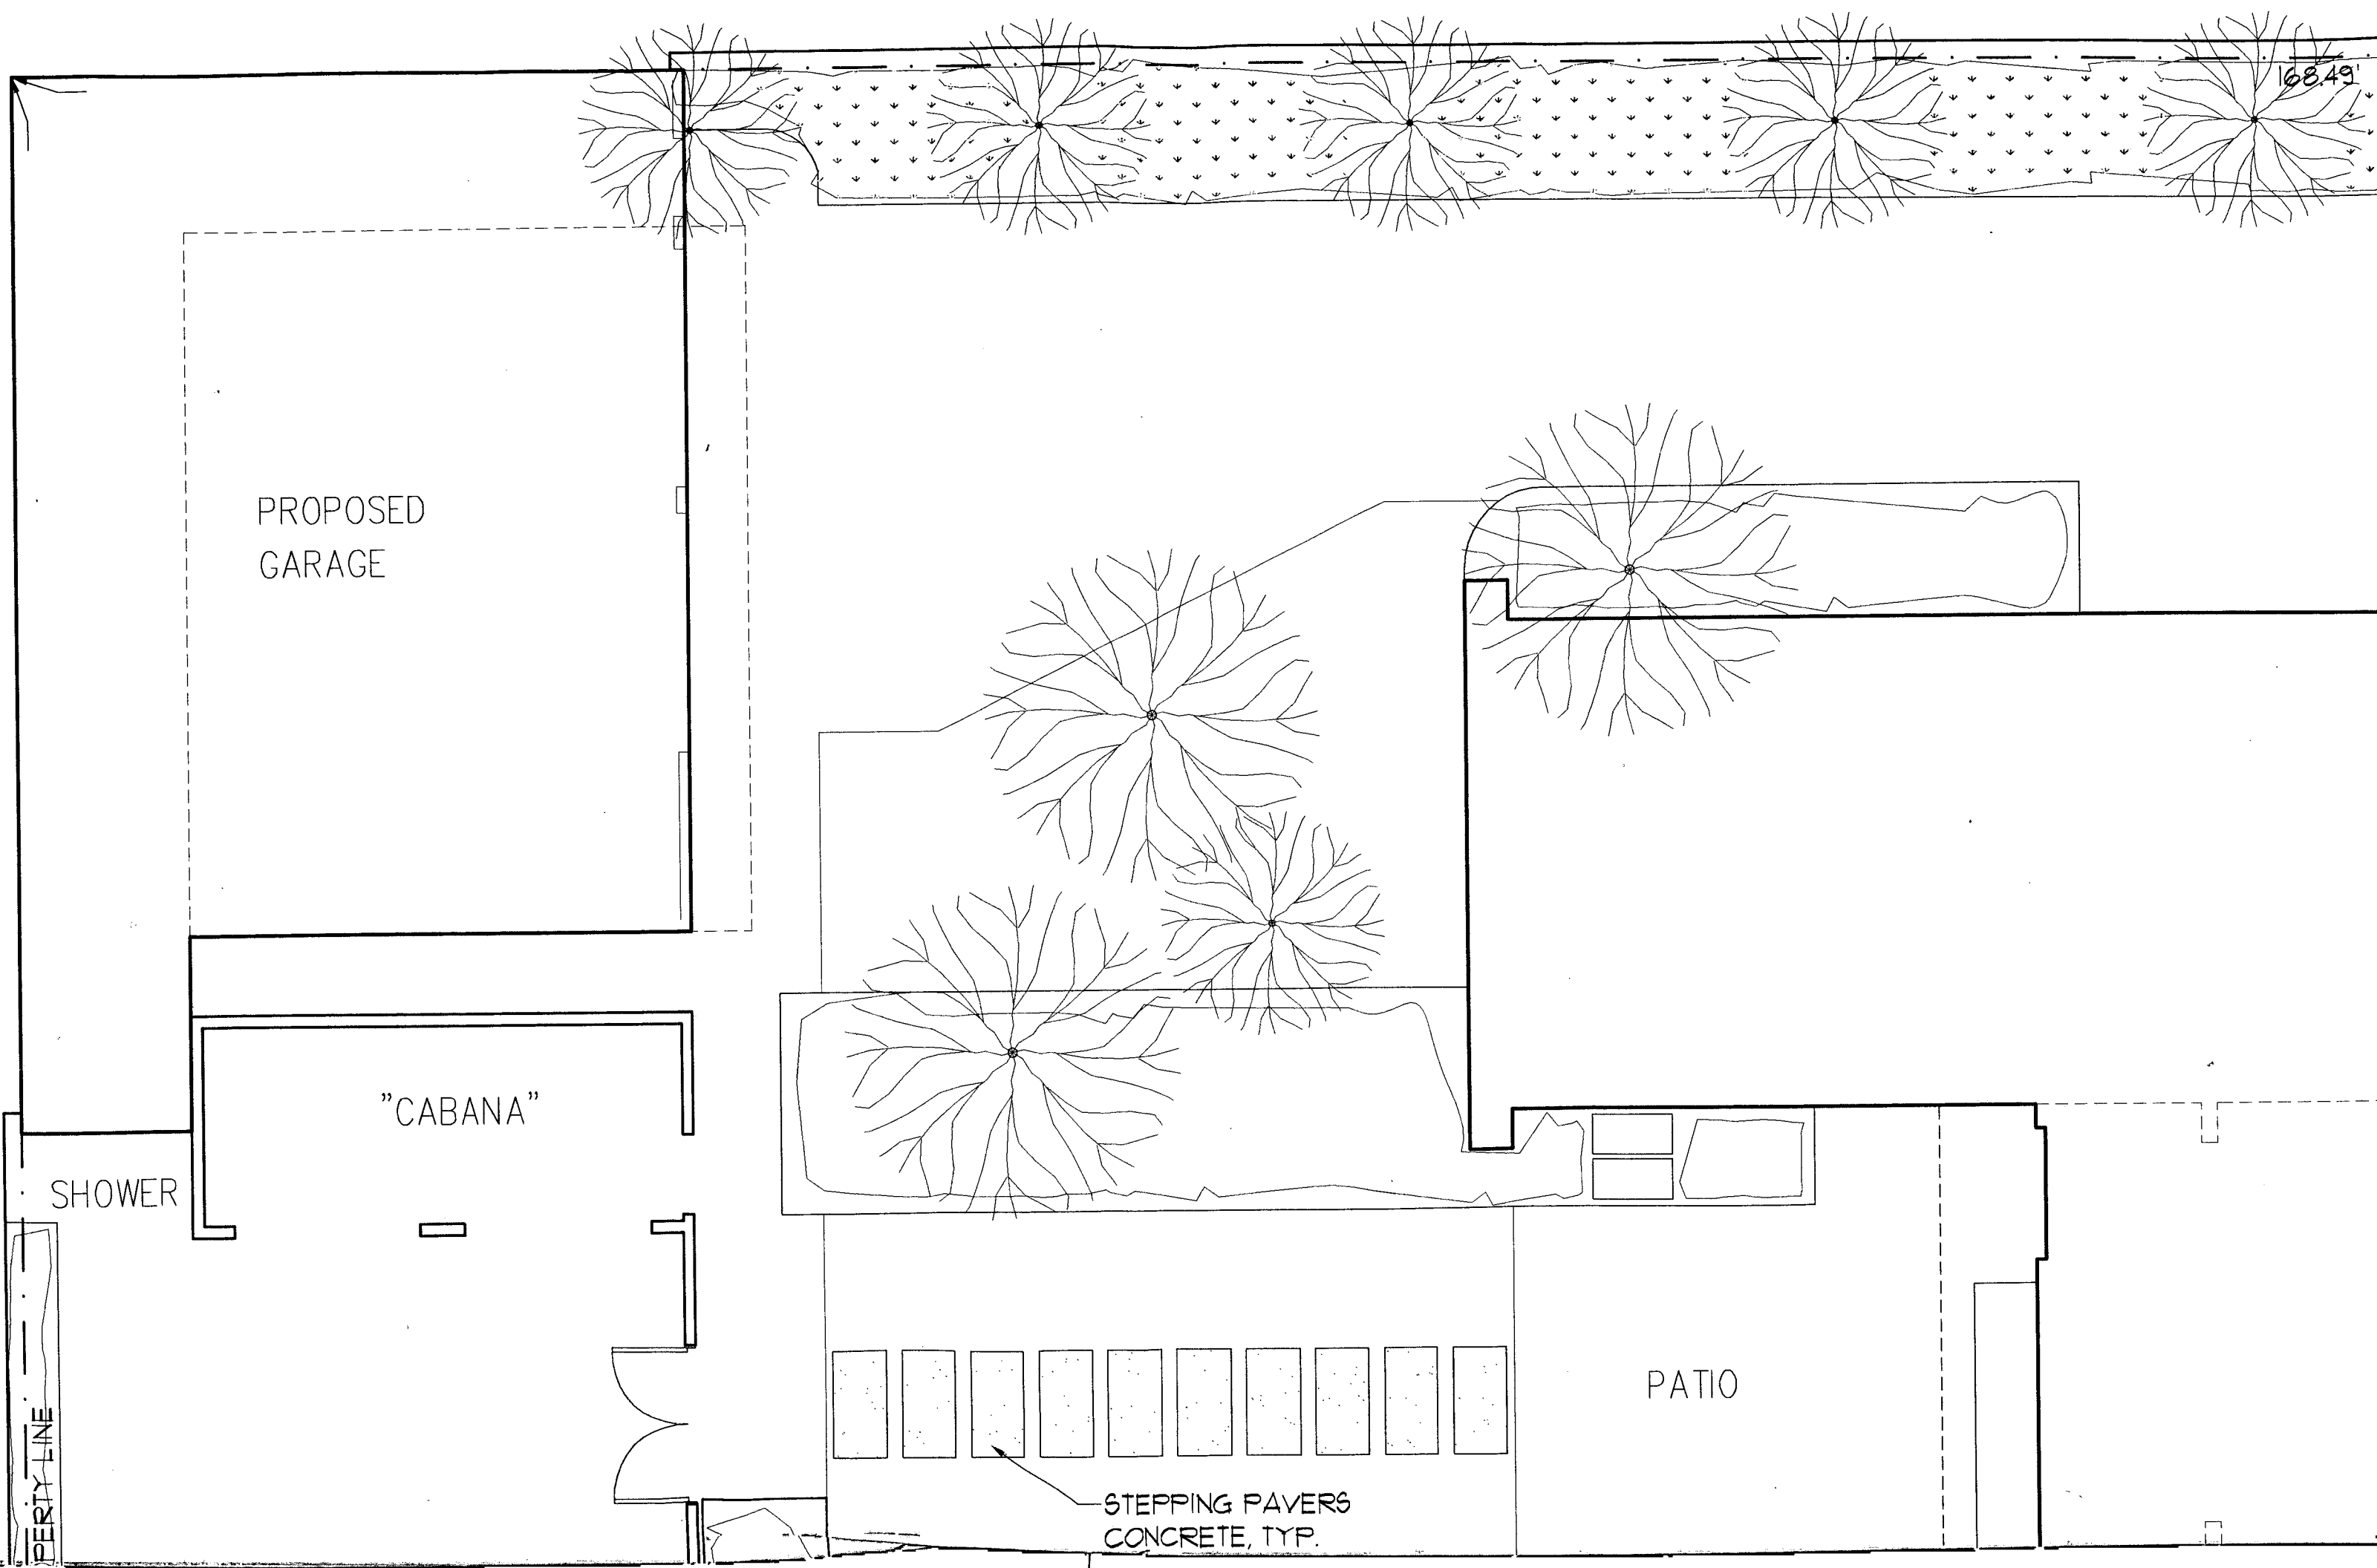 168.49'
PROPOSED
GARAGE
"CABANA"
SHOWER
PATIO
PERTY LINE
STEPPING PAVERS
CONCRETE, TYP.